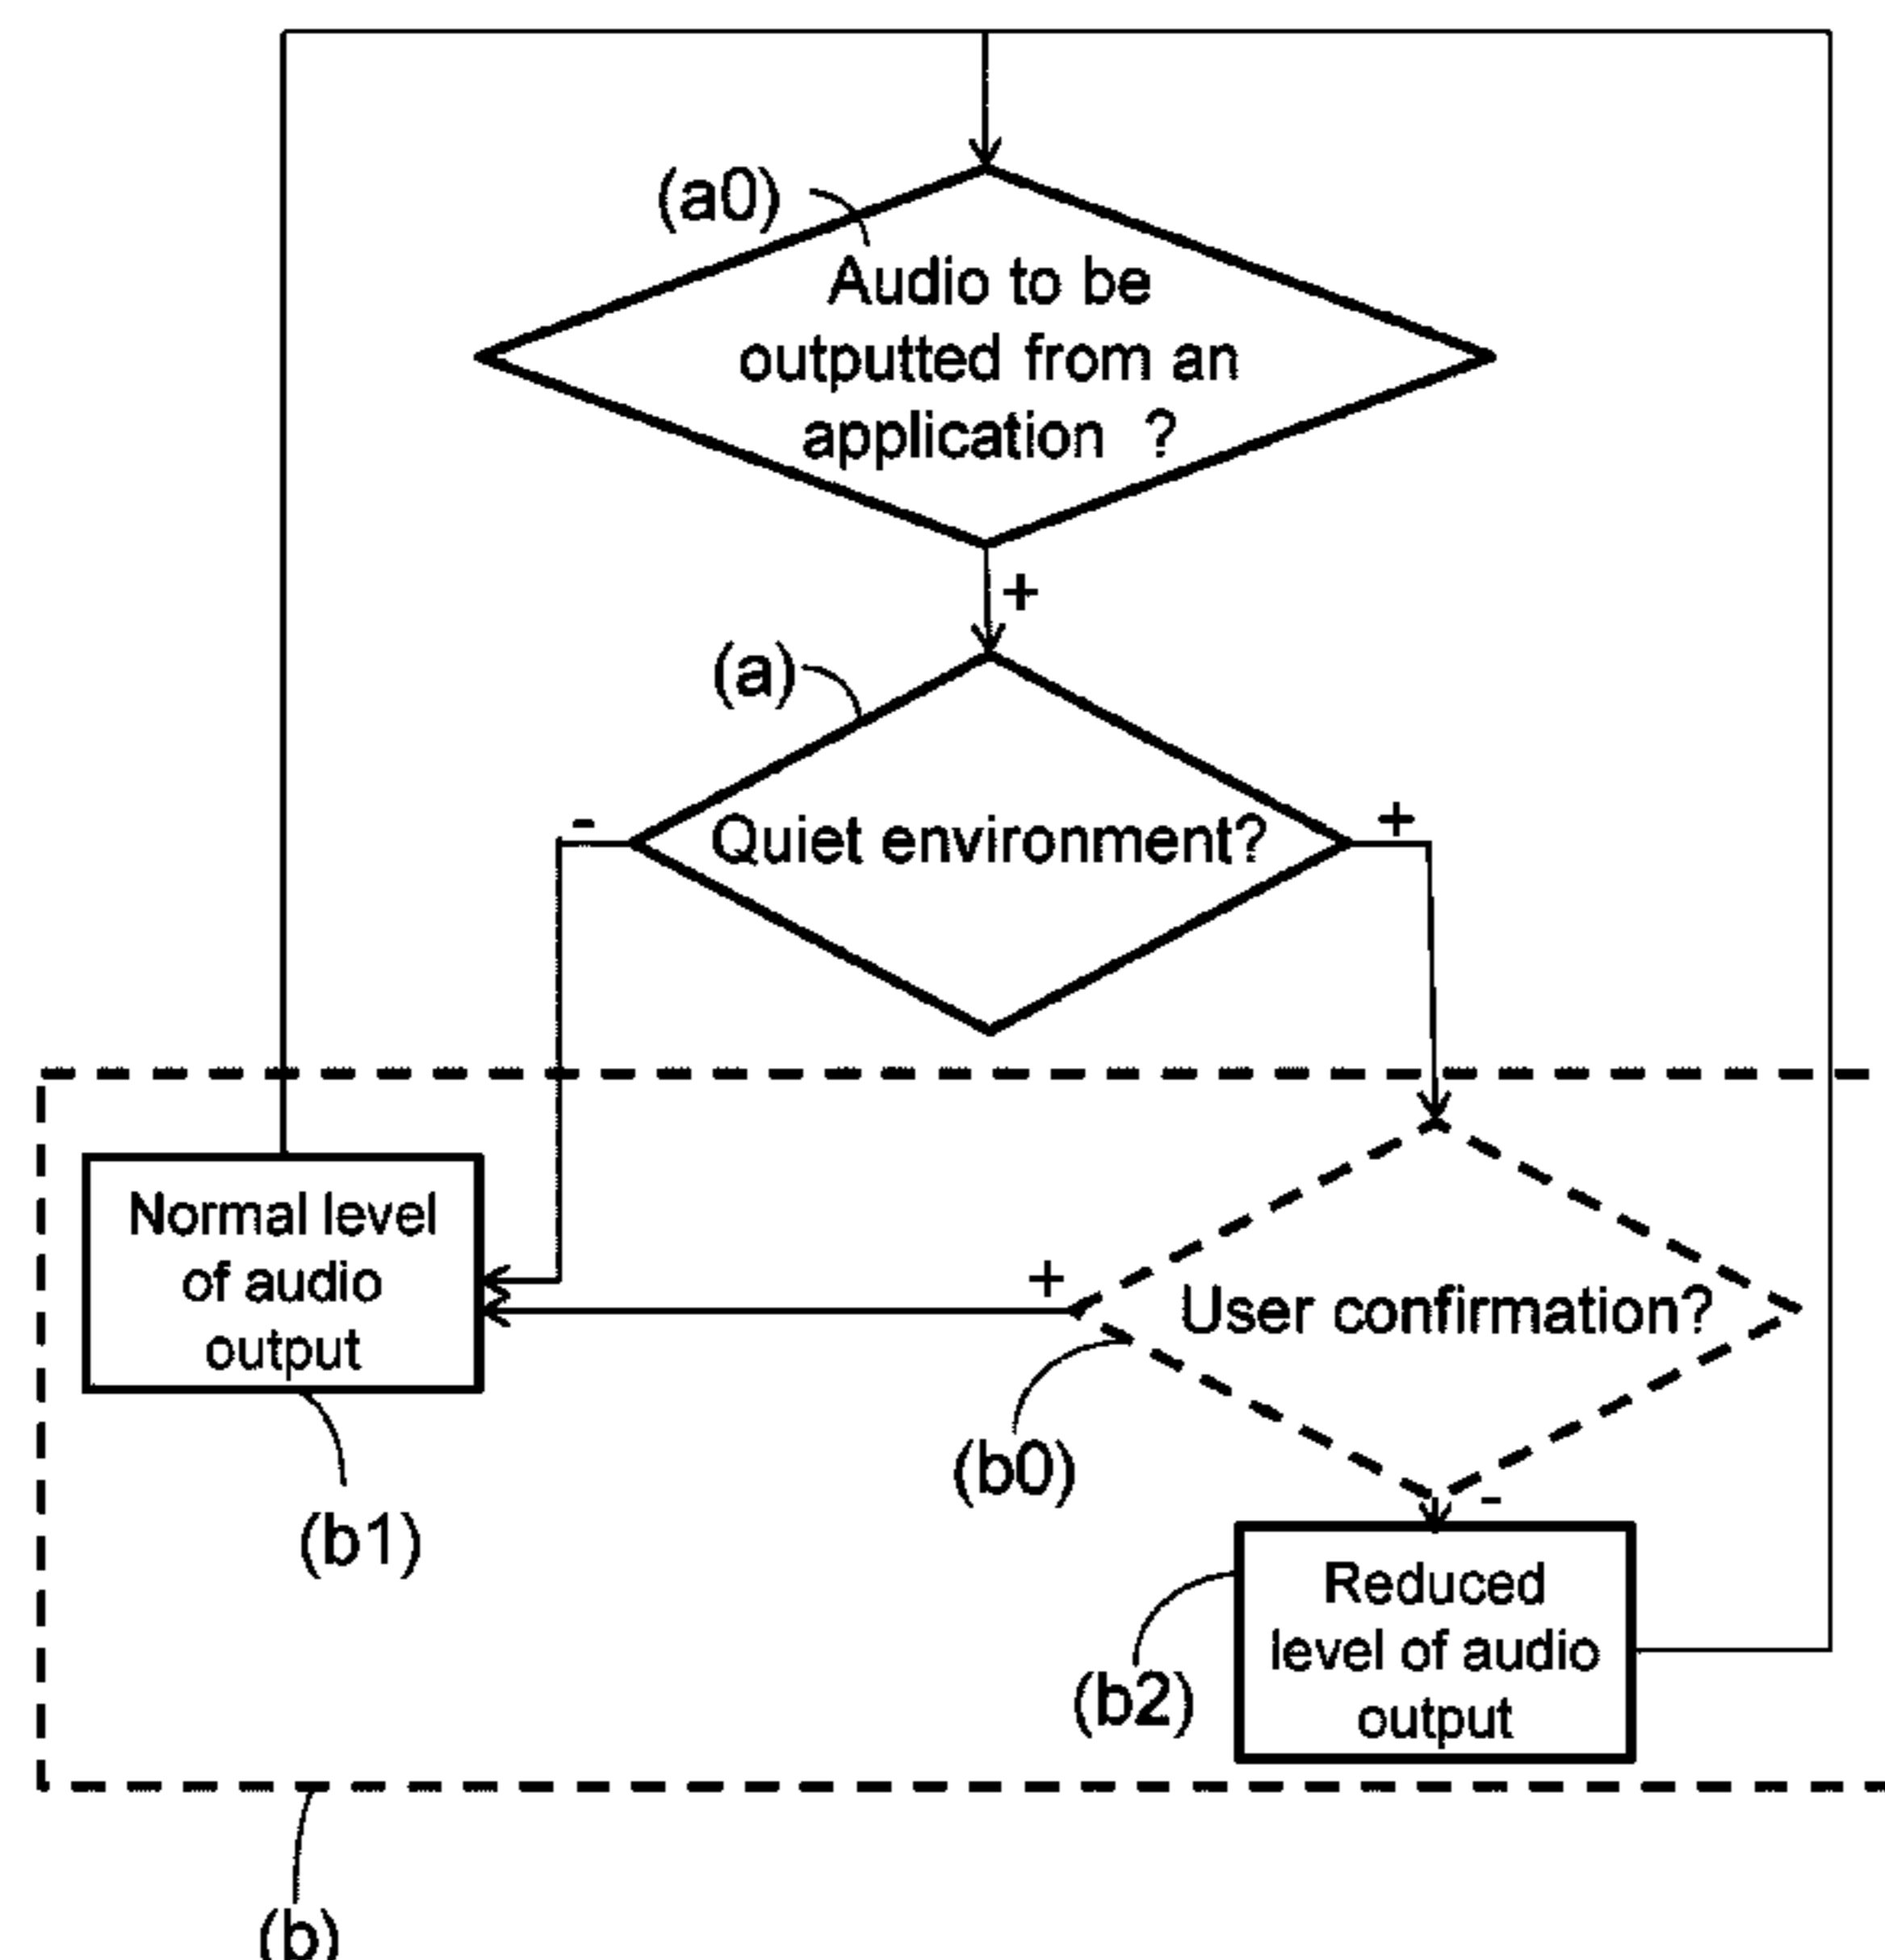 (a0)
Audio to be
outputted from an
application ?
+
(a)
-
Quiet environment?
+
Normal level
of audio
output
+
User confirmation?
(b0)
-
(b1)
Reduced
level of audio
output
(b2)
(b)